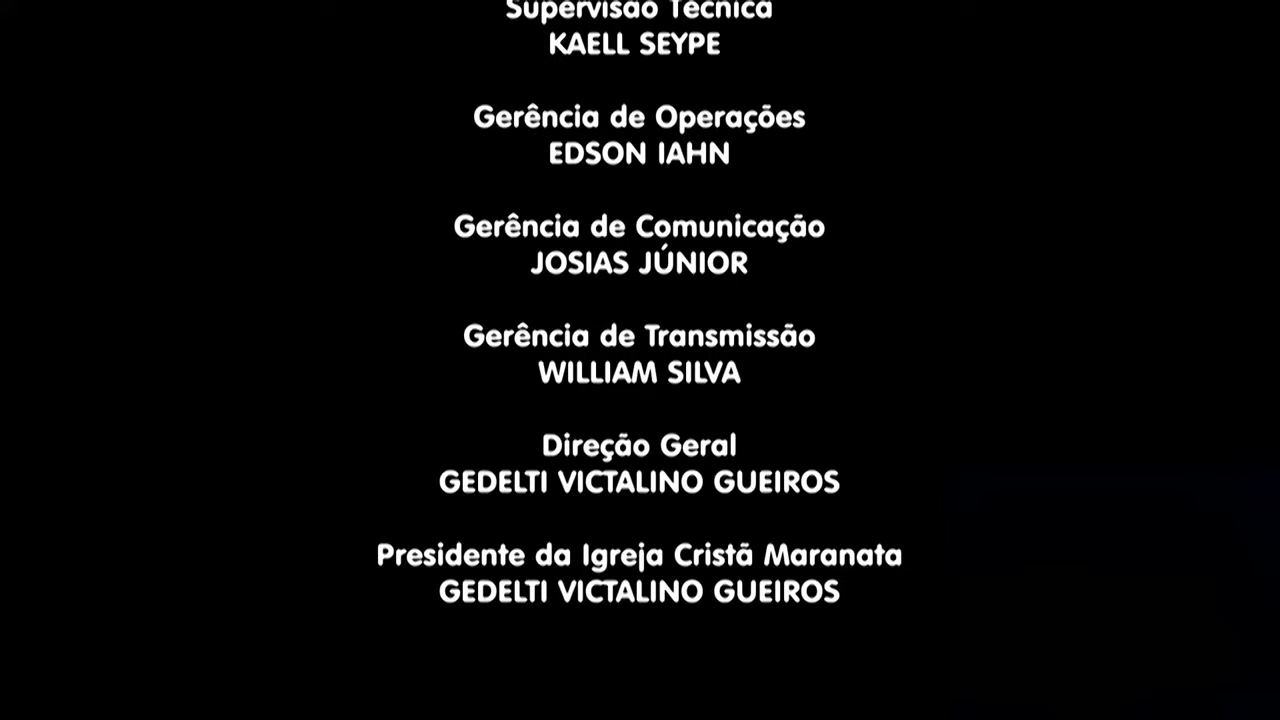 Supervisão Técnica
KAELL SEYPE
Gerência de Operações
EDSON IAHN
Gerência de Comunicação
JOSIAS JÚNIOR
Gerência de Transmissão
WILLIAM SILVA
Direção Geral
GEDELTI VICTALINO GUEIROS
Presidente da Igreja Cristã Maranata
GEDELTI VICTALINO GUEIROS